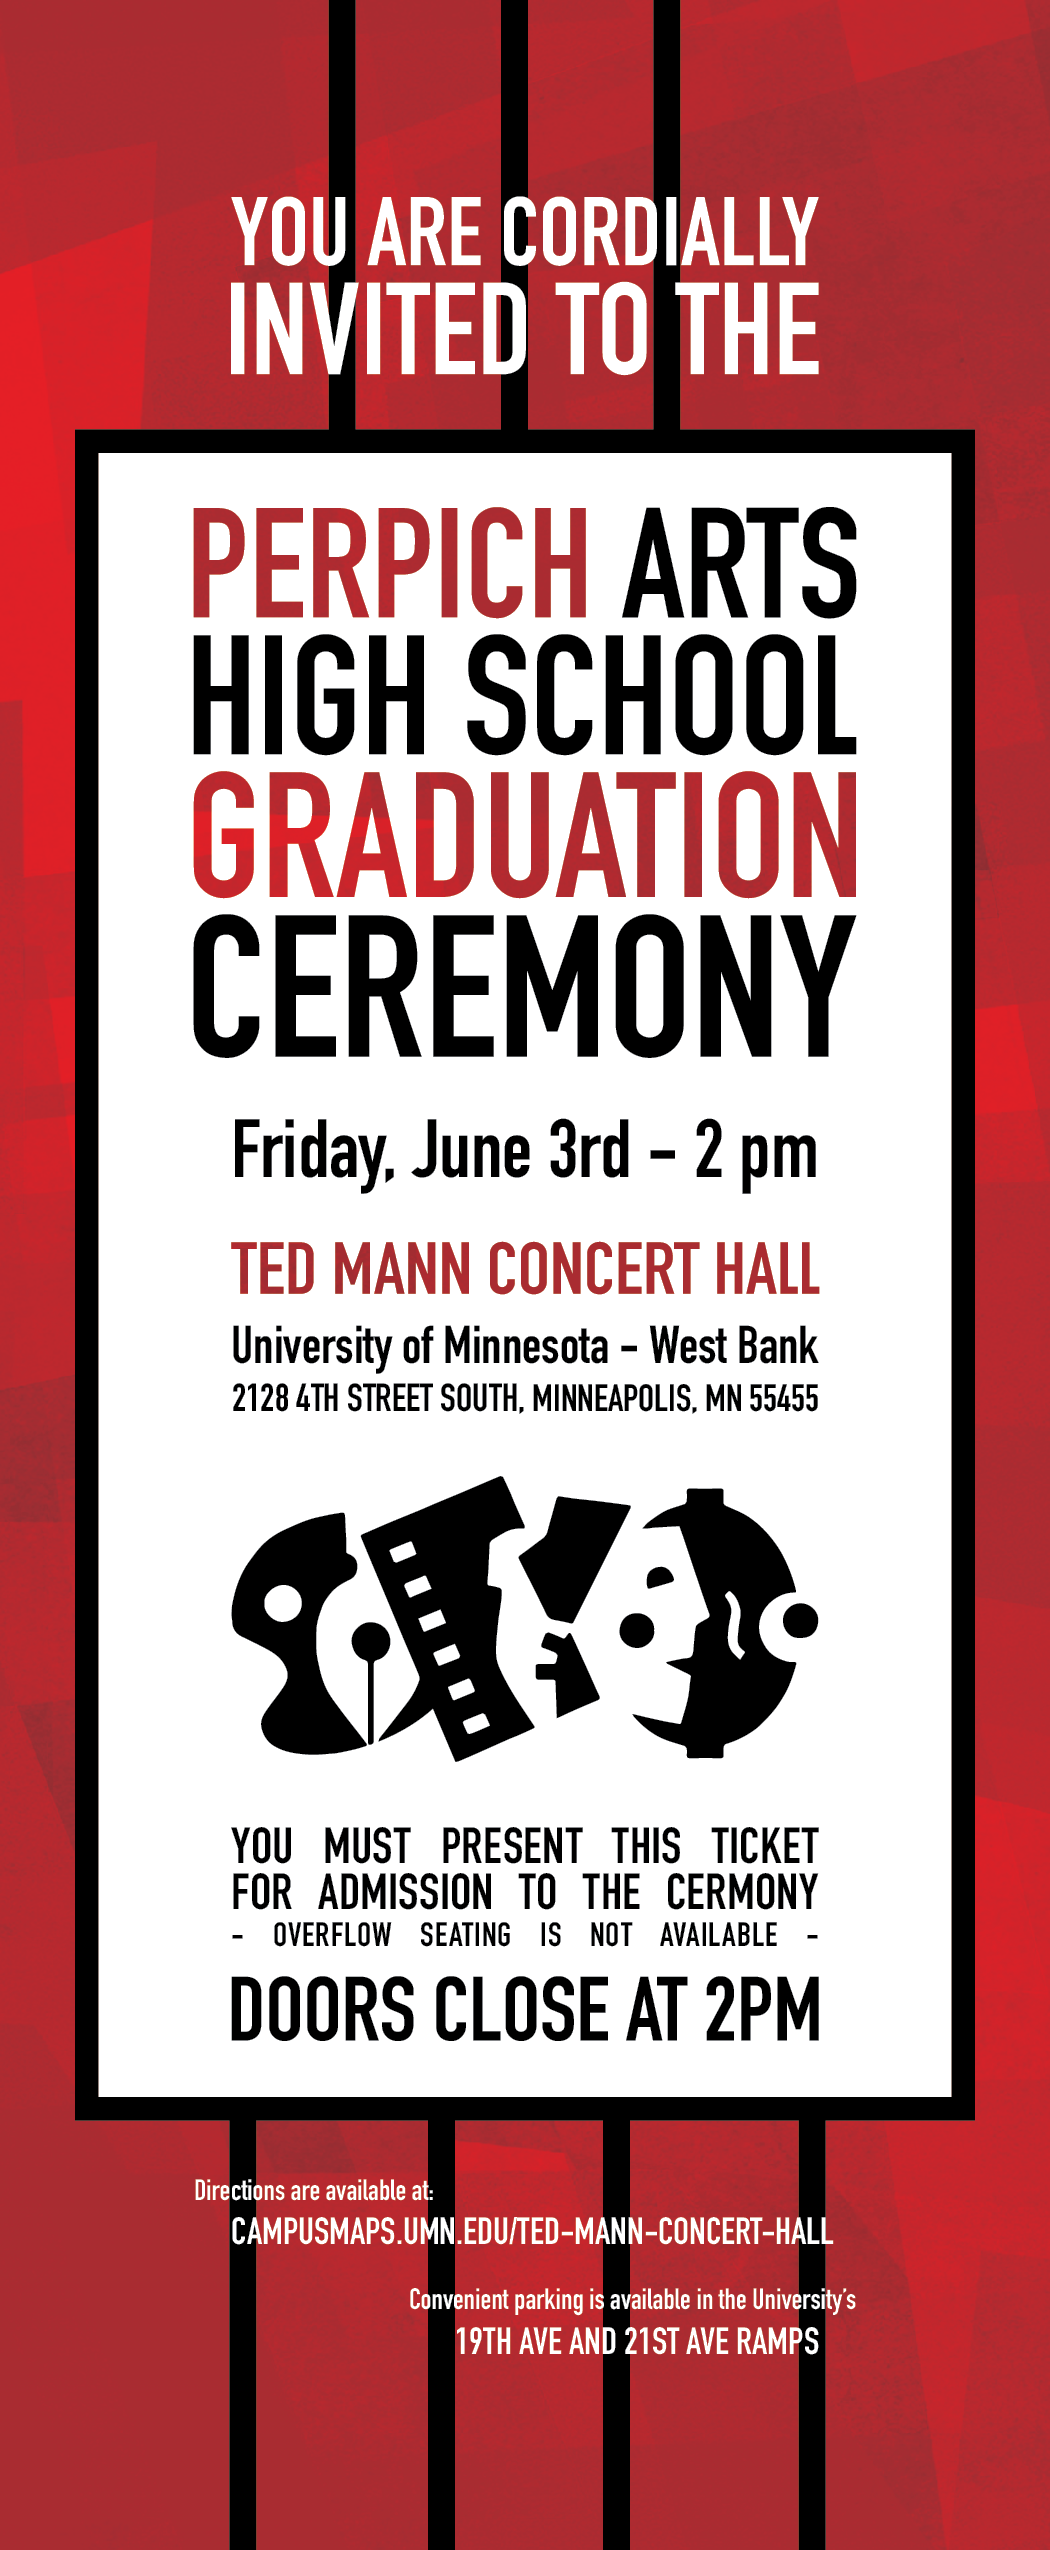 YOU ARE CORDIALLY
INVITED TO THE
PERPICH ARTS
HIGH SCHOOL
GRADUATION
CEREMONY
Friday, June 3rd - 2 pm
TED MANN CONCERT HALL
University of Minnesota - West Bank
2128 4TH STREET SOUTH, MINNEAPOLIS, MN 55455
YOU MUST PRESENT THIS TICKET
FOR ADMISSION TO THE CERMONY
- OVERFLOW SEATING IS NOT AVAILABLE -
DOORS CLOSE AT 2PM
Directions are available at:
CAMPUSMAPS.UMN.EDU/TED-MANN-CONCERT-HALL
Convenient parking is available in the University's
19TH AVE AND 21ST AVE RAMPS